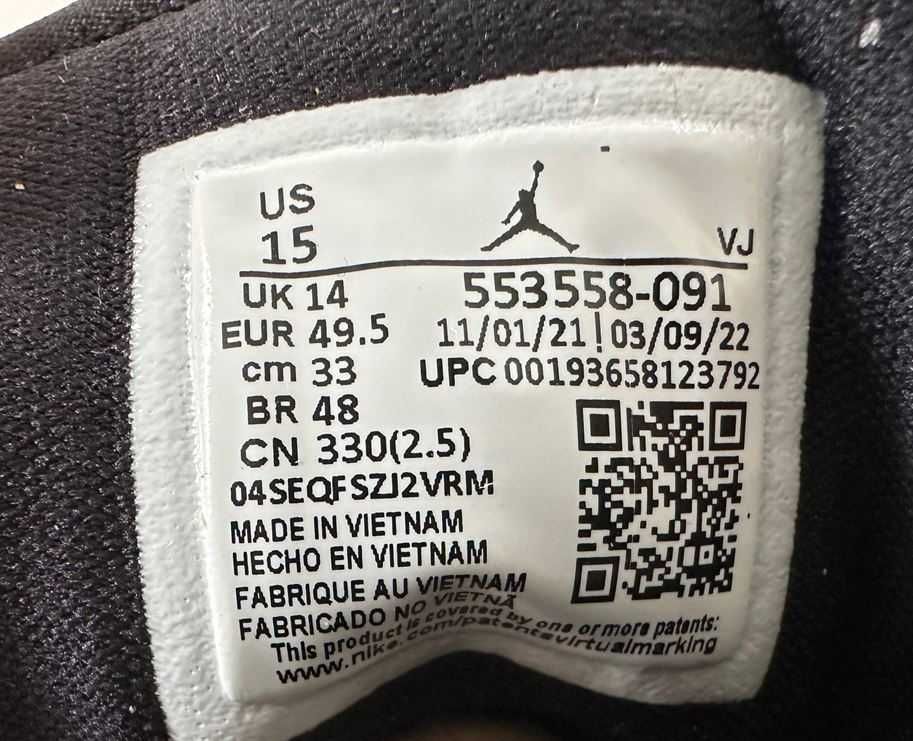 US
15
VJ
UK 14
553558-091
EUR 49.5
11/01/21 | 03/09/22
cm 33
UPC 00193658123792
BR 48
CN 330(2.5)
04SEQFSZJ2VRM
MADE IN VIETNAM
HECHO EN VIETNAM
FABRIQUE AU VIETNAM
FABRICADO NO VIETNÃ
This product is covered by one or more patents:
www.nike.com/patentsvirtualmarking